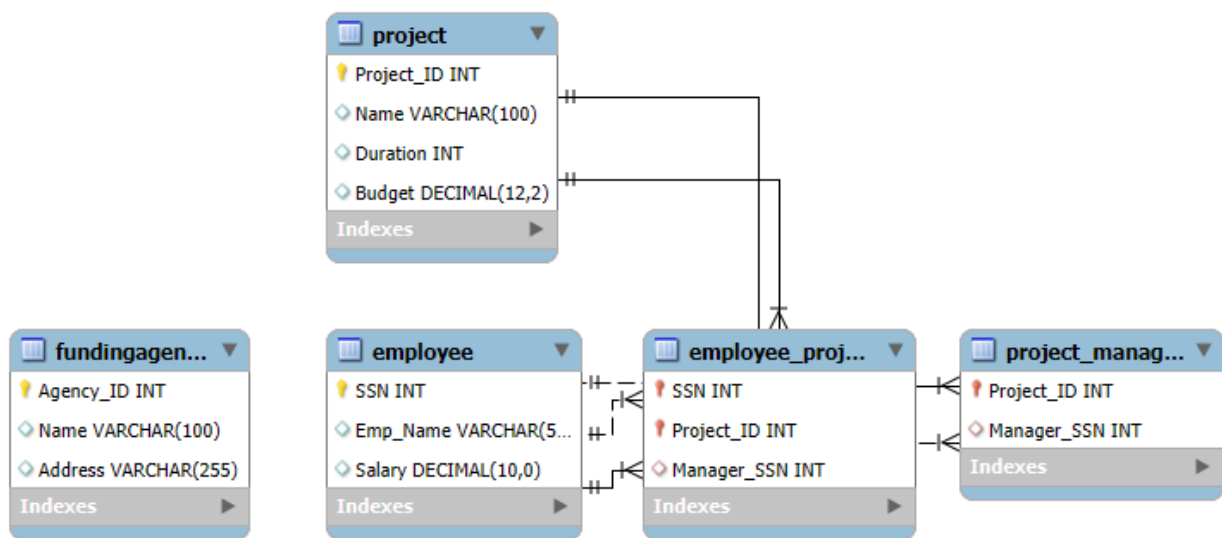 project
Project_ID INT
Name VARCHAR(100)
Duration INT
Budget DECIMAL(12,2)
Indexes
fundingagen...
Agency_ID INT
Name VARCHAR(100)
Address VARCHAR(255)
Indexes
employee
SSN INT
Emp_Name VARCHAR(5...
Salary DECIMAL(10,0)
Indexes
employee_proj...
SSN INT
Project_ID INT
Manager_SSN INT
Indexes
project_manag...
Project_ID INT
Manager_SSN INT
Indexes